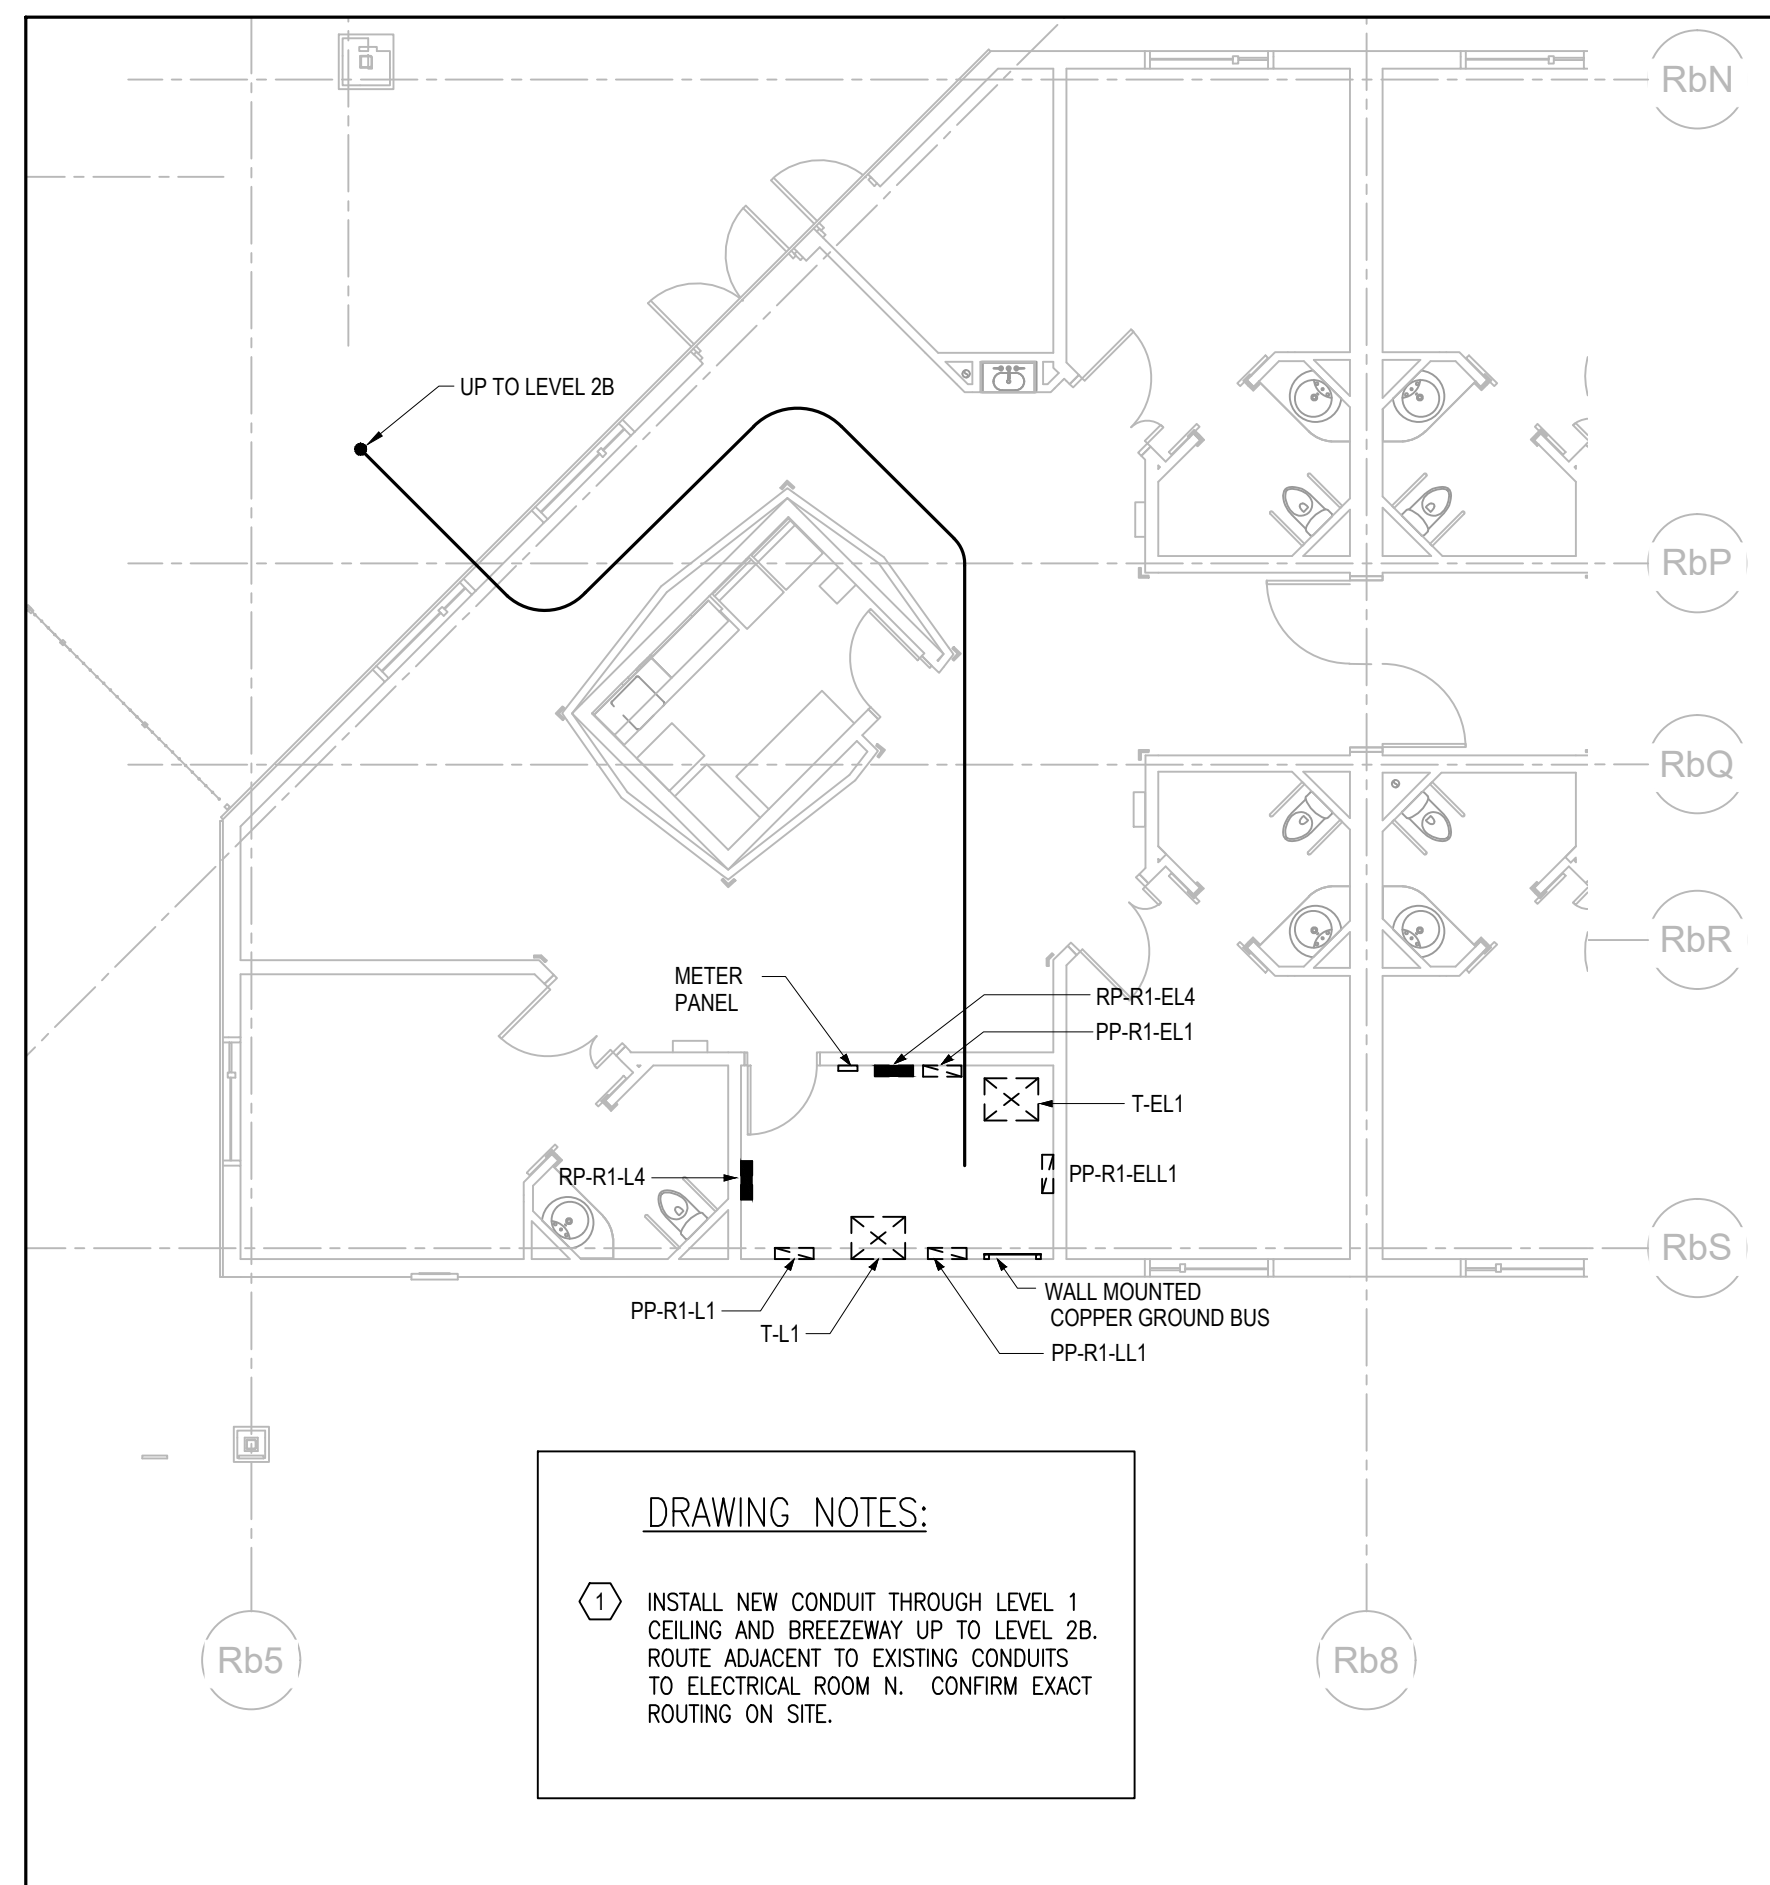 RbN
UP TO LEVEL 2B
RbP
RbQ
RbR
METER
PANEL
RP-R1-EL4
PP-R1-EL1
T-EL1
RP-R1-L4
PP-R1-ELL1
RbS
WALL MOUNTED
COPPER GROUND BUS
PP-R1-L1
T-L1
PP-R1-LL1
DRAWING NOTES:
1 INSTALL NEW CONDUIT THROUGH LEVEL 1
CEILING AND BREEZEWAY UP TO LEVEL 2B.
ROUTE ADJACENT TO EXISTING CONDUITS
TO ELECTRICAL ROOM N. CONFIRM EXACT
ROUTING ON SITE.
Rb5
Rb8